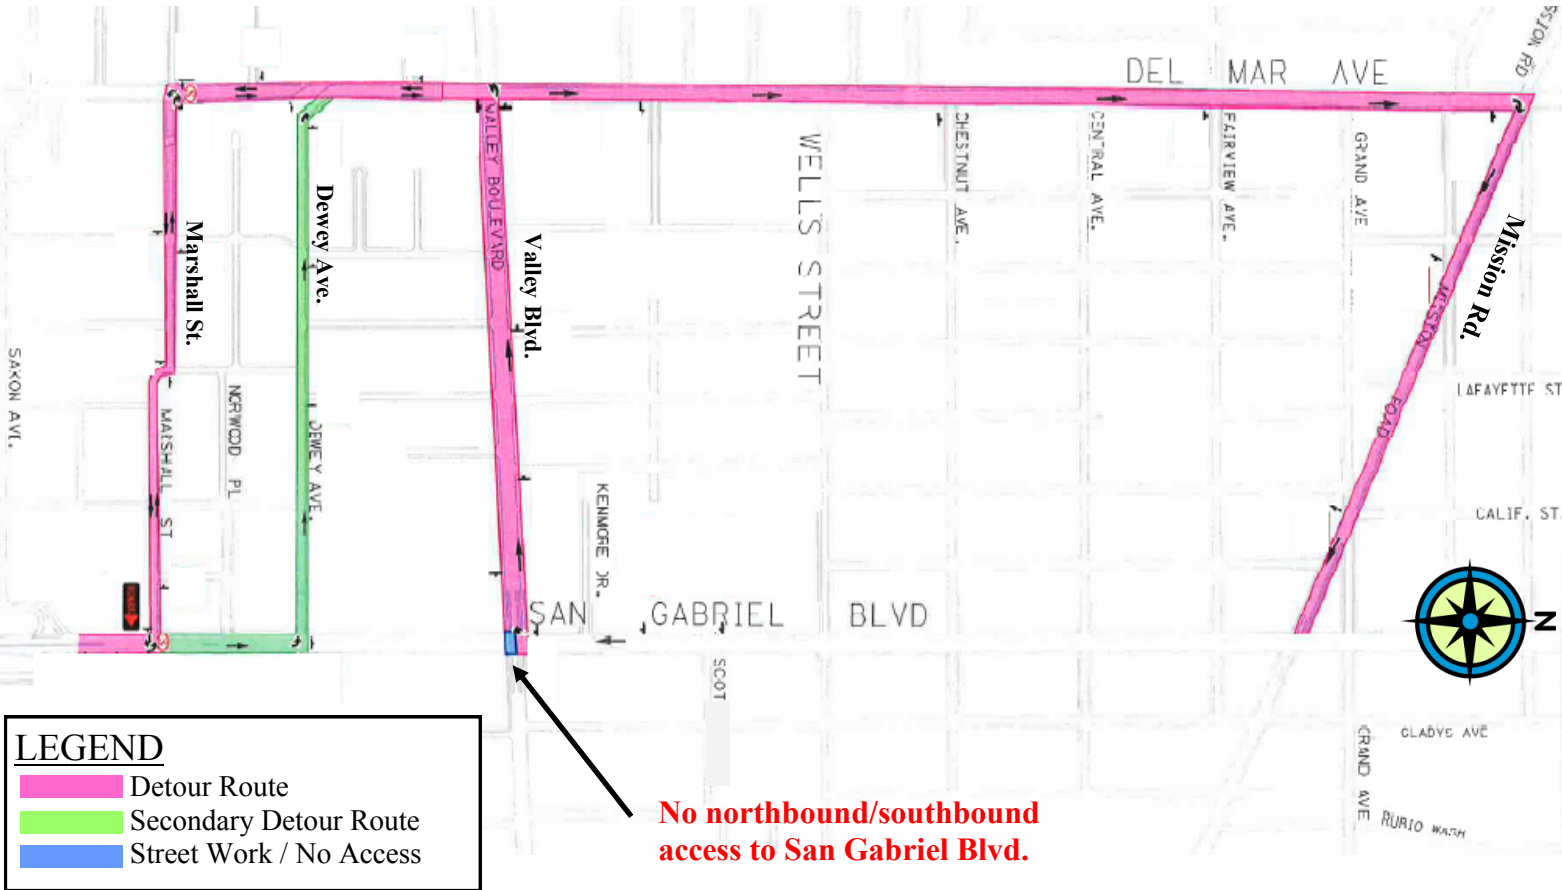 DEL MAR AVE
MISSION RD
VALLEY BOULEVARD
WELLS STREET
CHESTNUT AVE.
CENTRAL AVE.
FAIRVIEW AVE.
GRAND AVE
Marshall St.
Dewey Ave.
Valley Blvd.
Mission Rd.
MISSION ROAD
LAFAYETTE ST
SAXON AVE.
MARSHALL ST
NORWOOD PL
DEWEY AVE.
KENMORE DR.
CALIF. ST.
SAN GABRIEL BLVD
N
SCOT
GLADYS AVE
GRAND AVE
RUBIO WASH
LEGEND
Detour Route
Secondary Detour Route
Street Work / No Access
No northbound/southbound
access to San Gabriel Blvd.